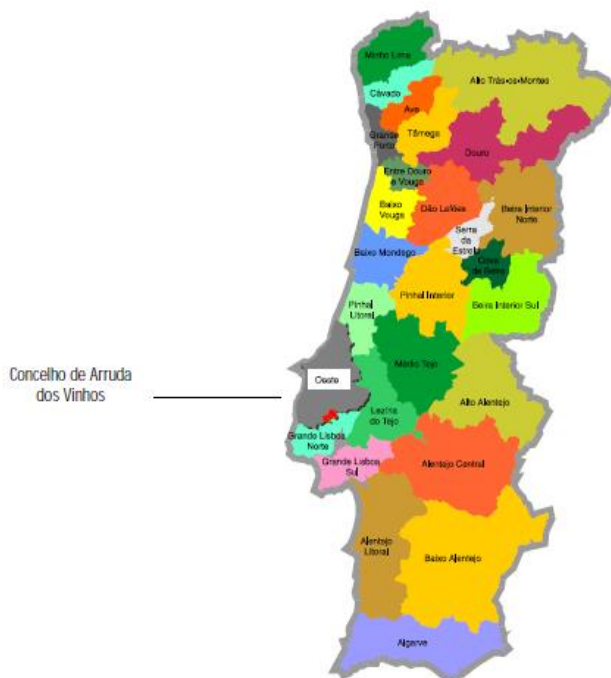 Minho Lima
Alto Trás-os-Montes
Cávado
Ave
Grande
Porto
Tâmega
Douro
Entre Douro
e Vouga
Baixo
Vouga
Dão Lafões
Beira Interior
Norte
Serra
da
Estrela
Baixo Mondego
Cova
da Beira
Pinhal Interior
Beira Interior Sul
Pinhal
Litoral
Médio Tejo
Concelho de Arruda
dos Vinhos
Oeste
Alto Alentejo
Lezíria
do Tejo
Grande Lisboa
Norte
Grande Lisboa
Sul
Alentejo Central
Alentejo
Litoral
Baixo Alentejo
Algarve